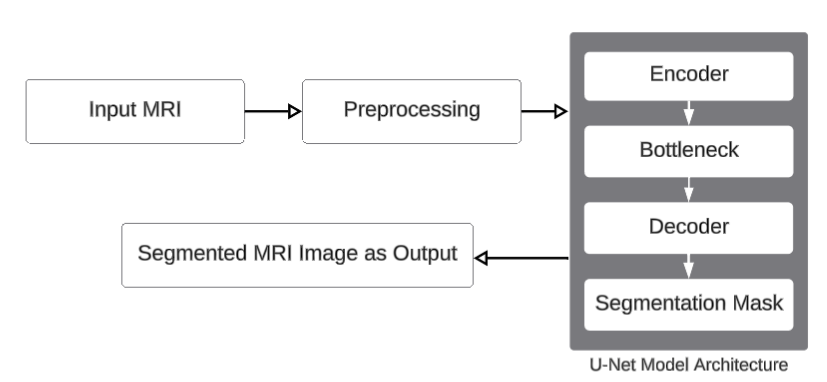 Input MRI
Preprocessing
Encoder
Bottleneck
Decoder
Segmentation Mask
U-Net Model Architecture
Segmented MRI Image as Output